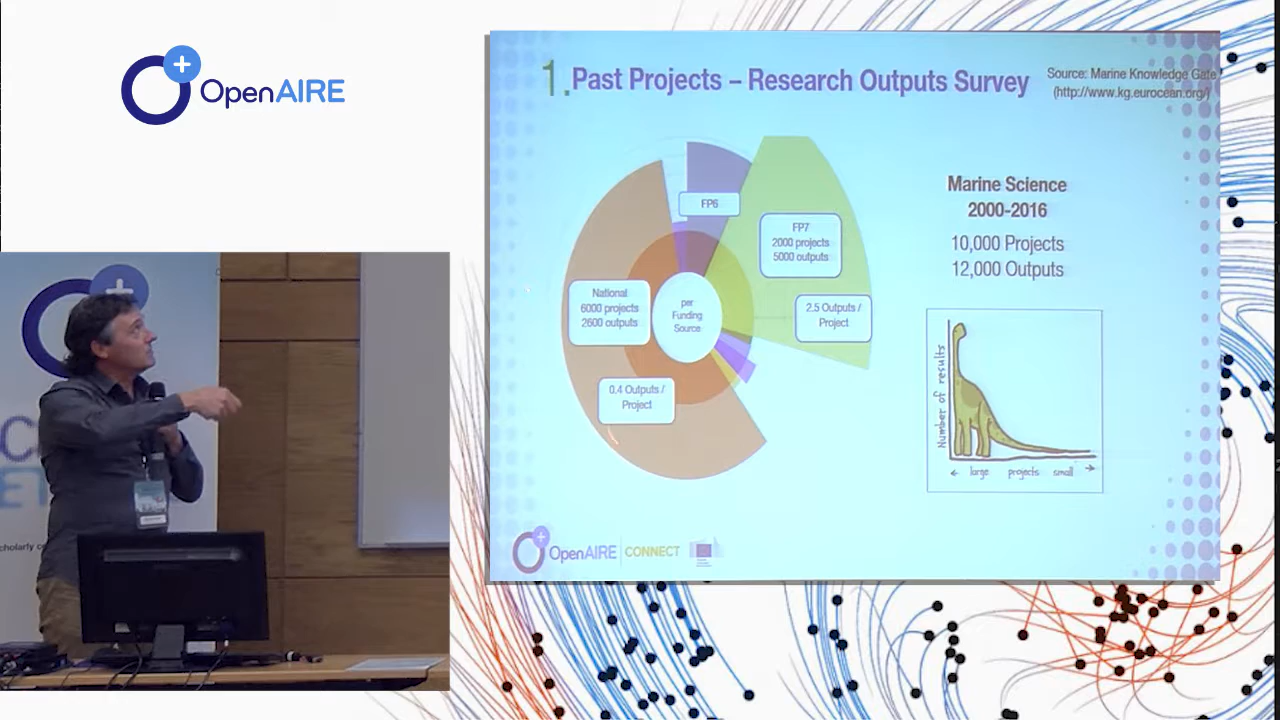 OpenAIRE
1. Past Projects – Research Outputs Survey
Source: Marine Knowledge Gate
(http://www.kg.eurocean.org/)
FP6
FP7
2000 projects
5000 outputs
2.5 Outputs /
Project
National
6000 projects
2600 outputs
per
Funding
Source
0.4 Outputs /
Project
Marine Science
2000-2016
10,000 Projects
12,000 Outputs
Number of results
← large projects small →
OpenAIRE CONNECT